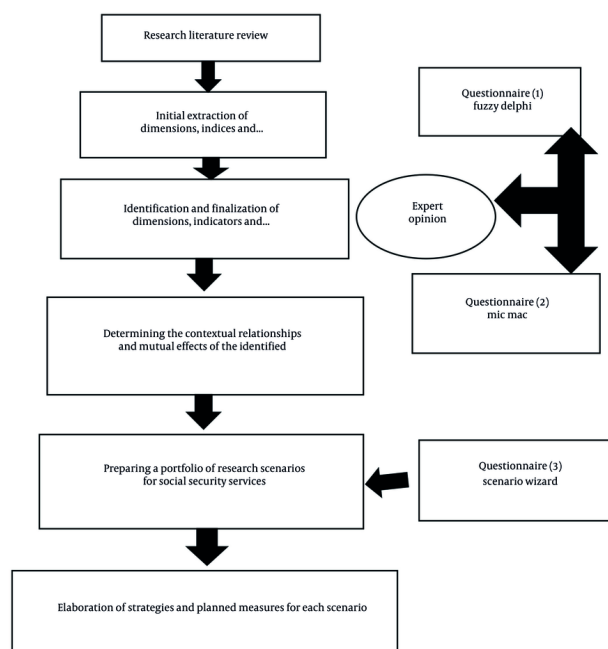 Research literature review
Initial extraction of
dimensions, indices and...
Identification and finalization of
dimensions, indicators and...
Determining the contextual relationships
and mutual effects of the identified
Preparing a portfolio of research scenarios
for social security services
Elaboration of strategies and planned measures for each scenario
Questionnaire (1)
fuzzy delphi
Expert
opinion
Questionnaire (2)
mic mac
Questionnaire (3)
scenario wizard